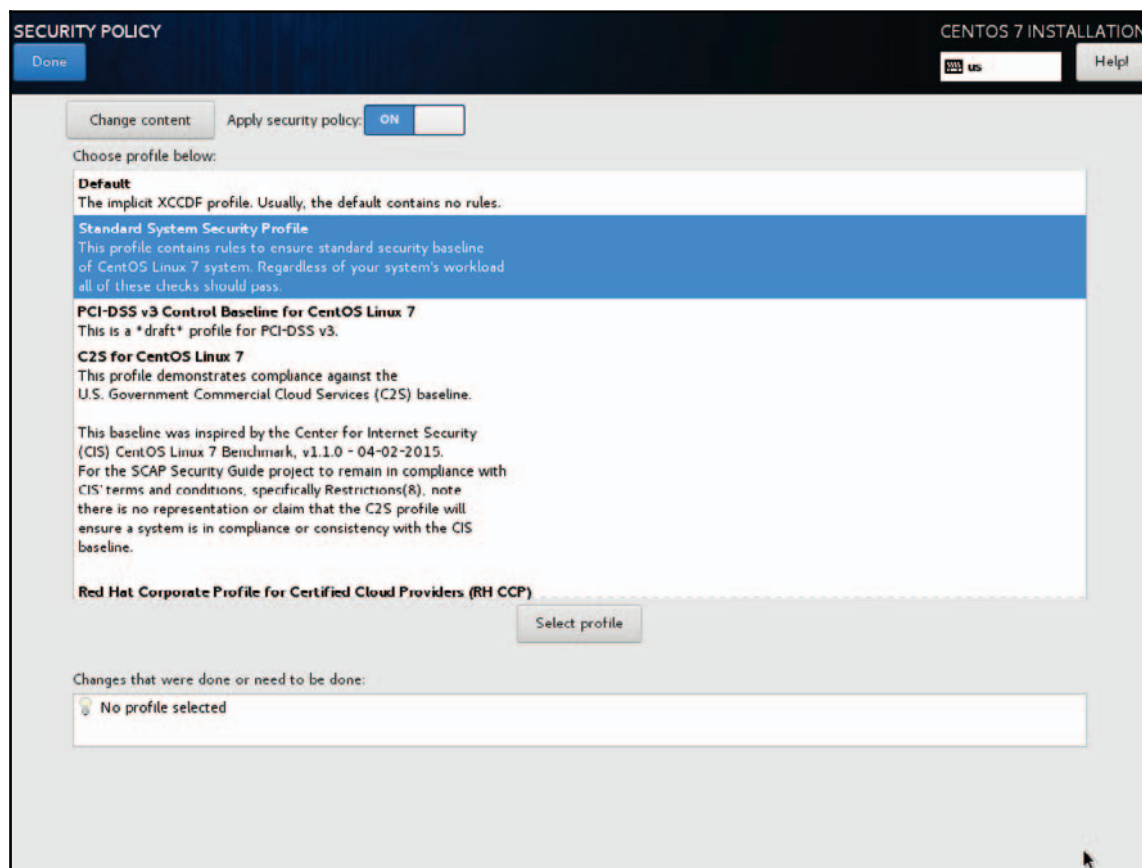 SECURITY POLICY
CENTOS 7 INSTALLATION
Done
us
Help!
Change content
Apply security policy:
ON
Choose profile below:
Default
The implicit XCCDF profile. Usually, the default contains no rules.
Standard System Security Profile
This profile contains rules to ensure standard security baseline
of CentOS Linux 7 system. Regardless of your system's workload
all of these checks should pass.
PCI-DSS v3 Control Baseline for CentOS Linux 7
This is a *draft* profile for PCI-DSS v3.
C2S for CentOS Linux 7
This profile demonstrates compliance against the
U.S. Government Commercial Cloud Services (C2S) baseline.
This baseline was inspired by the Center for Internet Security
(CIS) CentOS Linux 7 Benchmark, v1.1.0 - 04-02-2015.
For the SCAP Security Guide project to remain in compliance with
CIS' terms and conditions, specifically Restrictions(8), note
there is no representation or claim that the C2S profile will
ensure a system is in compliance or consistency with the CIS
baseline.
Red Hat Corporate Profile for Certified Cloud Providers (RH CCP)
Select profile
Changes that were done or need to be done:
No profile selected